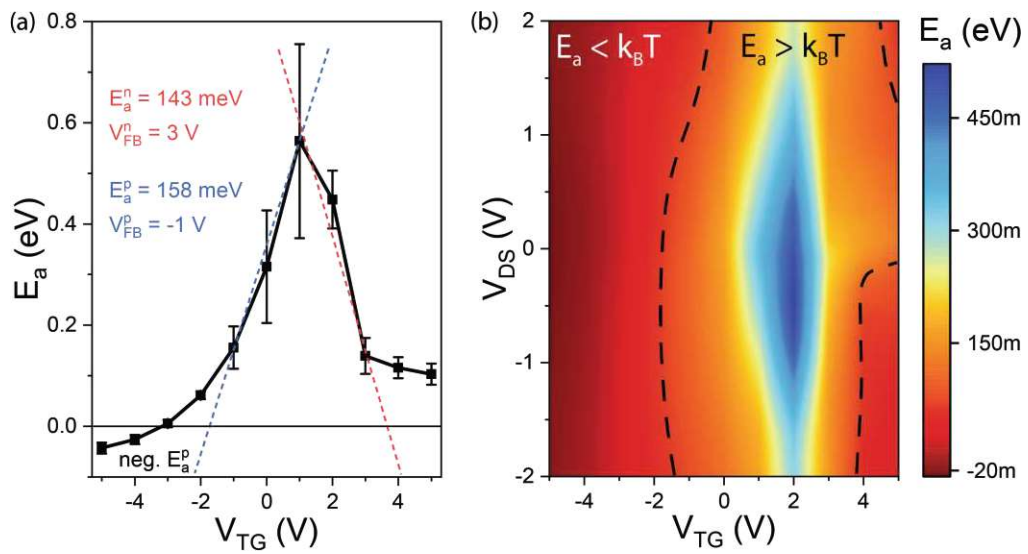 (a)
0.8
0.6
0.4
0.2
0.0
E_a (eV)
E_a^n = 143 meV
V_FB^n = 3 V
E_a^p = 158 meV
V_FB^p = -1 V
neg. E_a^p
-4 -2 0 2 4
V_TG (V)
(b)
2
1
0
-1
-2
V_DS (V)
E_a < k_BT
E_a > k_BT
-4 -2 0 2 4
V_TG (V)
E_a (eV)
450m
300m
150m
-20m